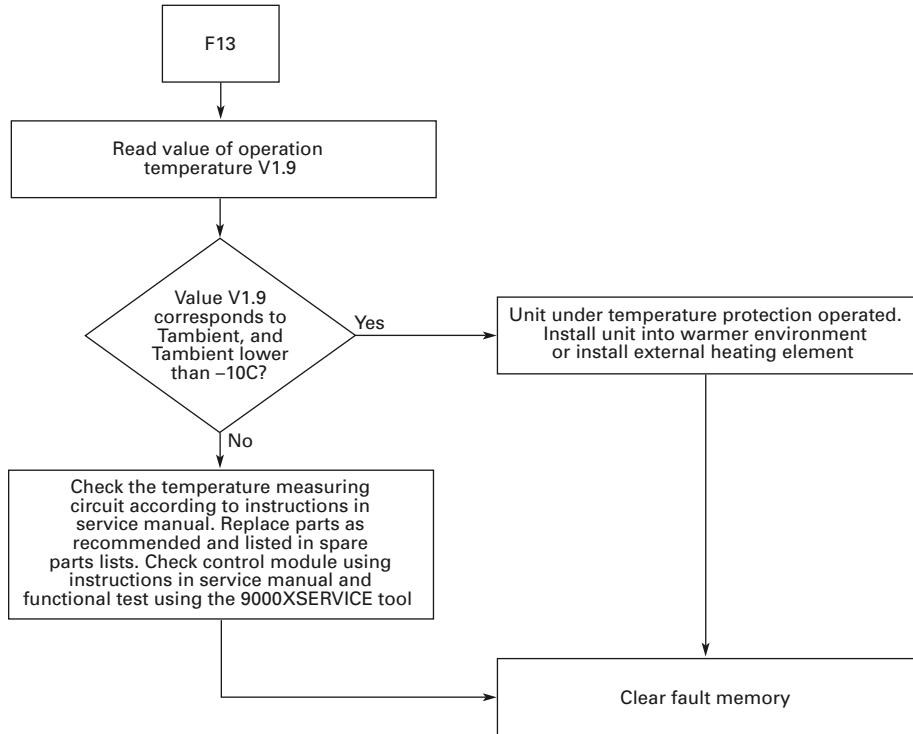 F13
Read value of operation
temperature V1.9
Value V1.9
corresponds to
Tambient, and
Tambient lower
than –10C?
Yes
Unit under temperature protection operated.
Install unit into warmer environment
or install external heating element
No
Check the temperature measuring
circuit according to instructions in
service manual. Replace parts as
recommended and listed in spare
parts lists. Check control module using
instructions in service manual and
functional test using the 9000XSERVICE tool
Clear fault memory